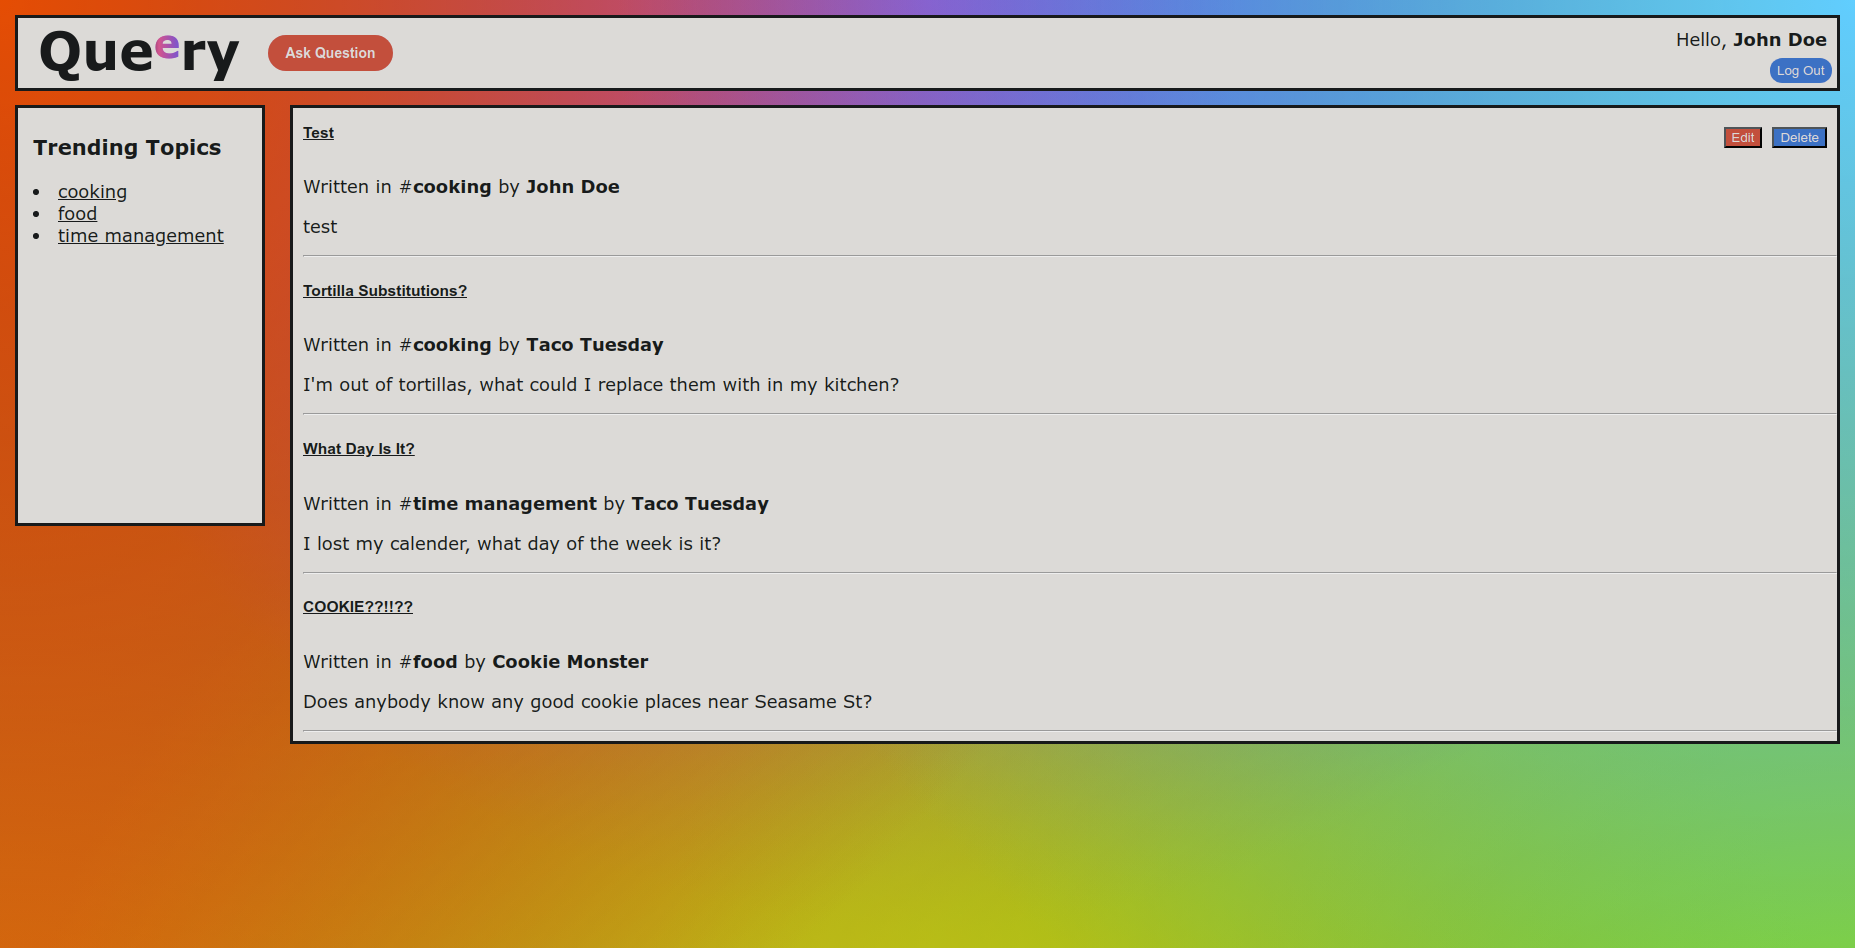 Queery
Ask Question
Hello, John Doe
Log Out
Trending Topics
cooking
food
time management
Test
Edit
Delete
Written in #cooking by John Doe
test
Tortilla Substitutions?
Written in #cooking by Taco Tuesday
I'm out of tortillas, what could I replace them with in my kitchen?
What Day Is It?
Written in #time management by Taco Tuesday
I lost my calender, what day of the week is it?
COOKIE??!!??
Written in #food by Cookie Monster
Does anybody know any good cookie places near Seasame St?